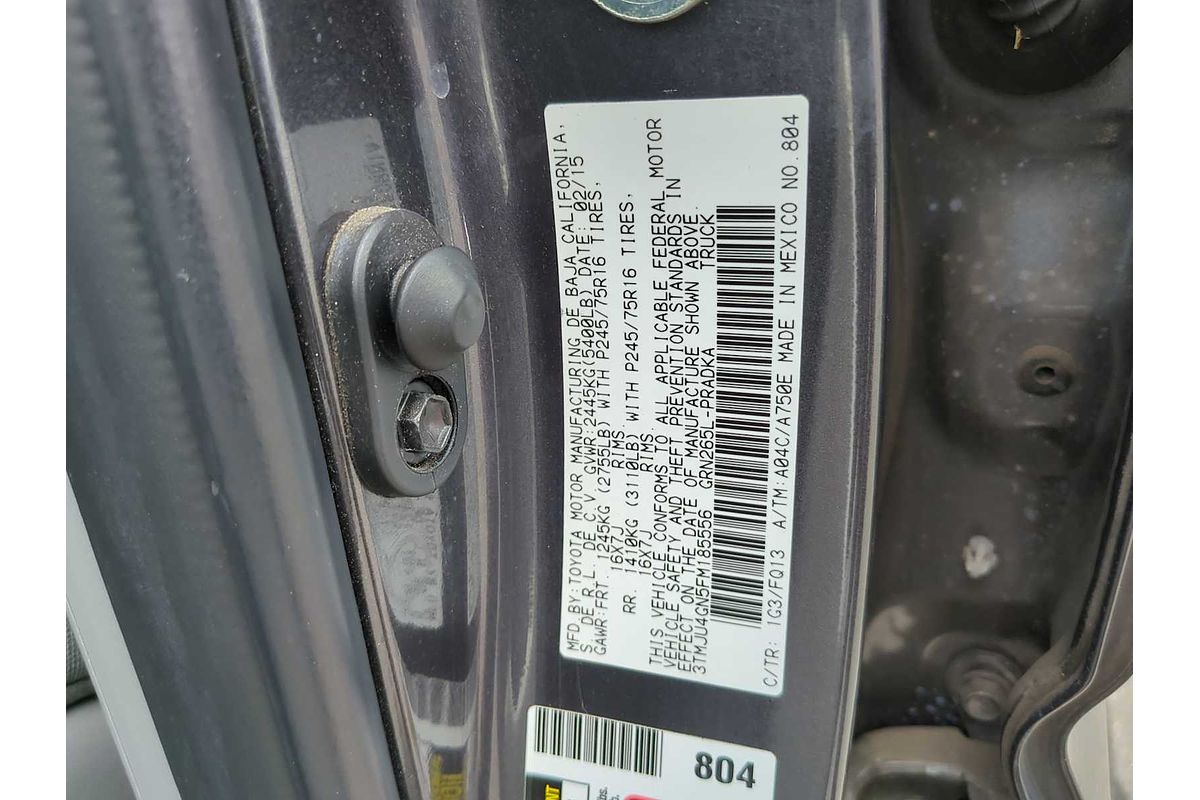 MFD BY:TOYOTA MOTOR MANUFACTURING DE BAJA CALIFORNIA,
S. DE R.L. DE C.V. GVWR:2445KG(5400LB)DATE: 02/15
GAWR:FRT. 1245KG (2755LB) WITH P245/75R16 TIRES,
16X7J RIMS
RR. 1410KG (3110LB) WITH P245/75R16 TIRES,
16X7J RIMS
THIS VEHICLE CONFORMS TO ALL APPLICABLE FEDERAL MOTOR
VEHICLE SAFETY AND THEFT PREVENTION STANDARDS IN
EFFECT ON THE DATE OF MANUFACTURE SHOWN ABOVE.
3TMJU4GN5FM185556 GRN265L-PRADKA TRUCK
C/TR: 1G3/FQ13 A/TM:A04C/A750E MADE IN MEXICO NO.804
804